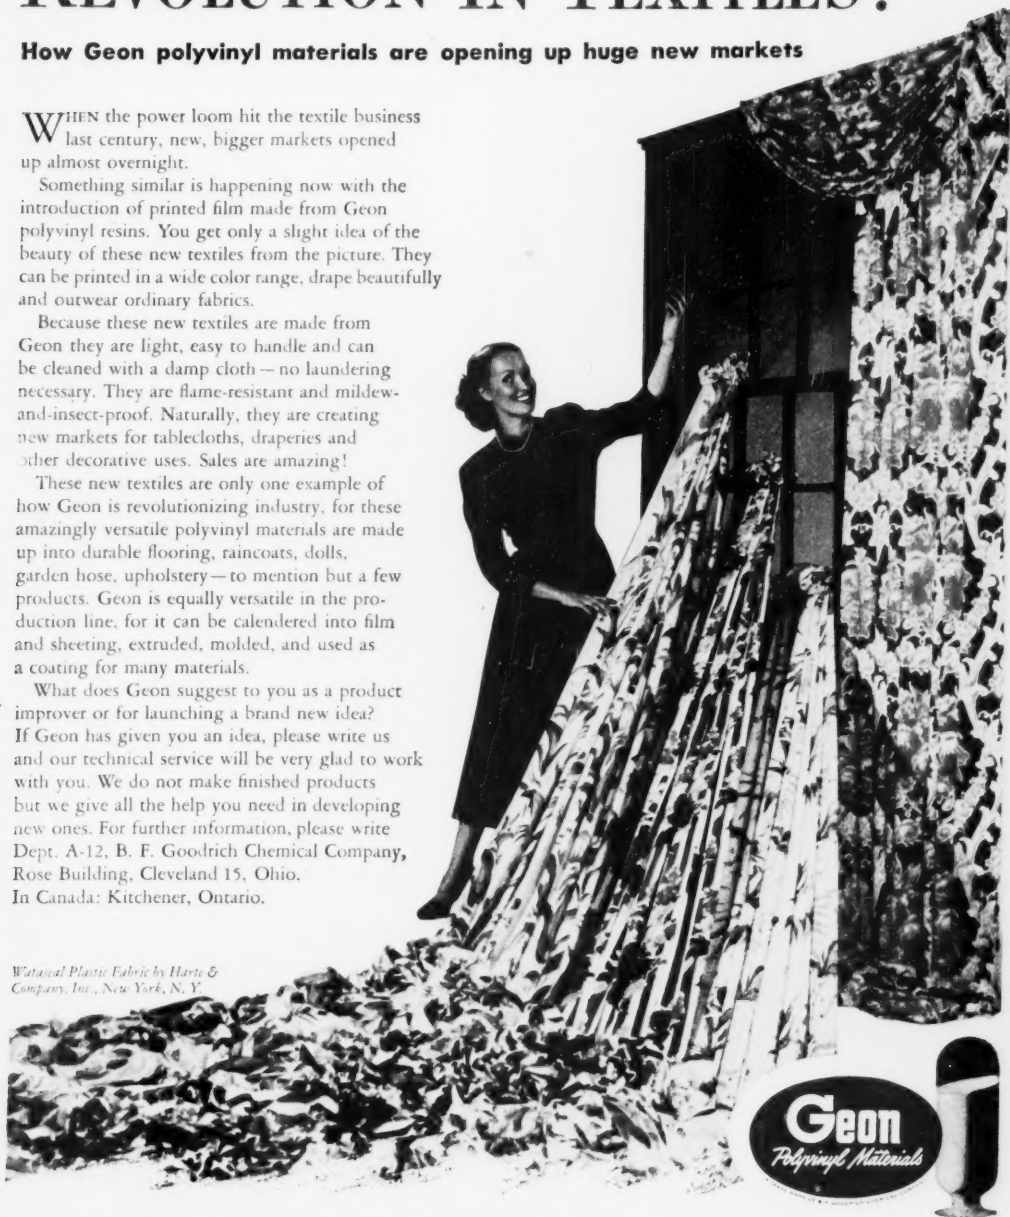 REVOLUTION IN TEXTILES!
How Geon polyvinyl materials are opening up huge new markets
WHEN the power loom hit the textile business
last century, new, bigger markets opened
up almost overnight.
Something similar is happening now with the
introduction of printed film made from Geon
polyvinyl resins. You get only a slight idea of the
beauty of these new textiles from the picture. They
can be printed in a wide color range, drape beautifully
and outwear ordinary fabrics.
Because these new textiles are made from
Geon they are light, easy to handle and can
be cleaned with a damp cloth — no laundering
necessary. They are flame-resistant and mildew-
and-insect-proof. Naturally, they are creating
new markets for tablecloths, draperies and
other decorative uses. Sales are amazing!
These new textiles are only one example of
how Geon is revolutionizing industry, for these
amazingly versatile polyvinyl materials are made
up into durable flooring, raincoats, dolls,
garden hose, upholstery — to mention but a few
products. Geon is equally versatile in the pro-
duction line, for it can be calendered into film
and sheeting, extruded, molded, and used as
a coating for many materials.
What does Geon suggest to you as a product
improver or for launching a brand new idea?
If Geon has given you an idea, please write us
and our technical service will be very glad to work
with you. We do not make finished products
but we give all the help you need in developing
new ones. For further information, please write
Dept. A-12, B. F. Goodrich Chemical Company,
Rose Building, Cleveland 15, Ohio.
In Canada: Kitchener, Ontario.
Wataseal Plastic Fabric by Harte &
Company, Inc., New York, N. Y.
Geon
Polyvinyl Materials